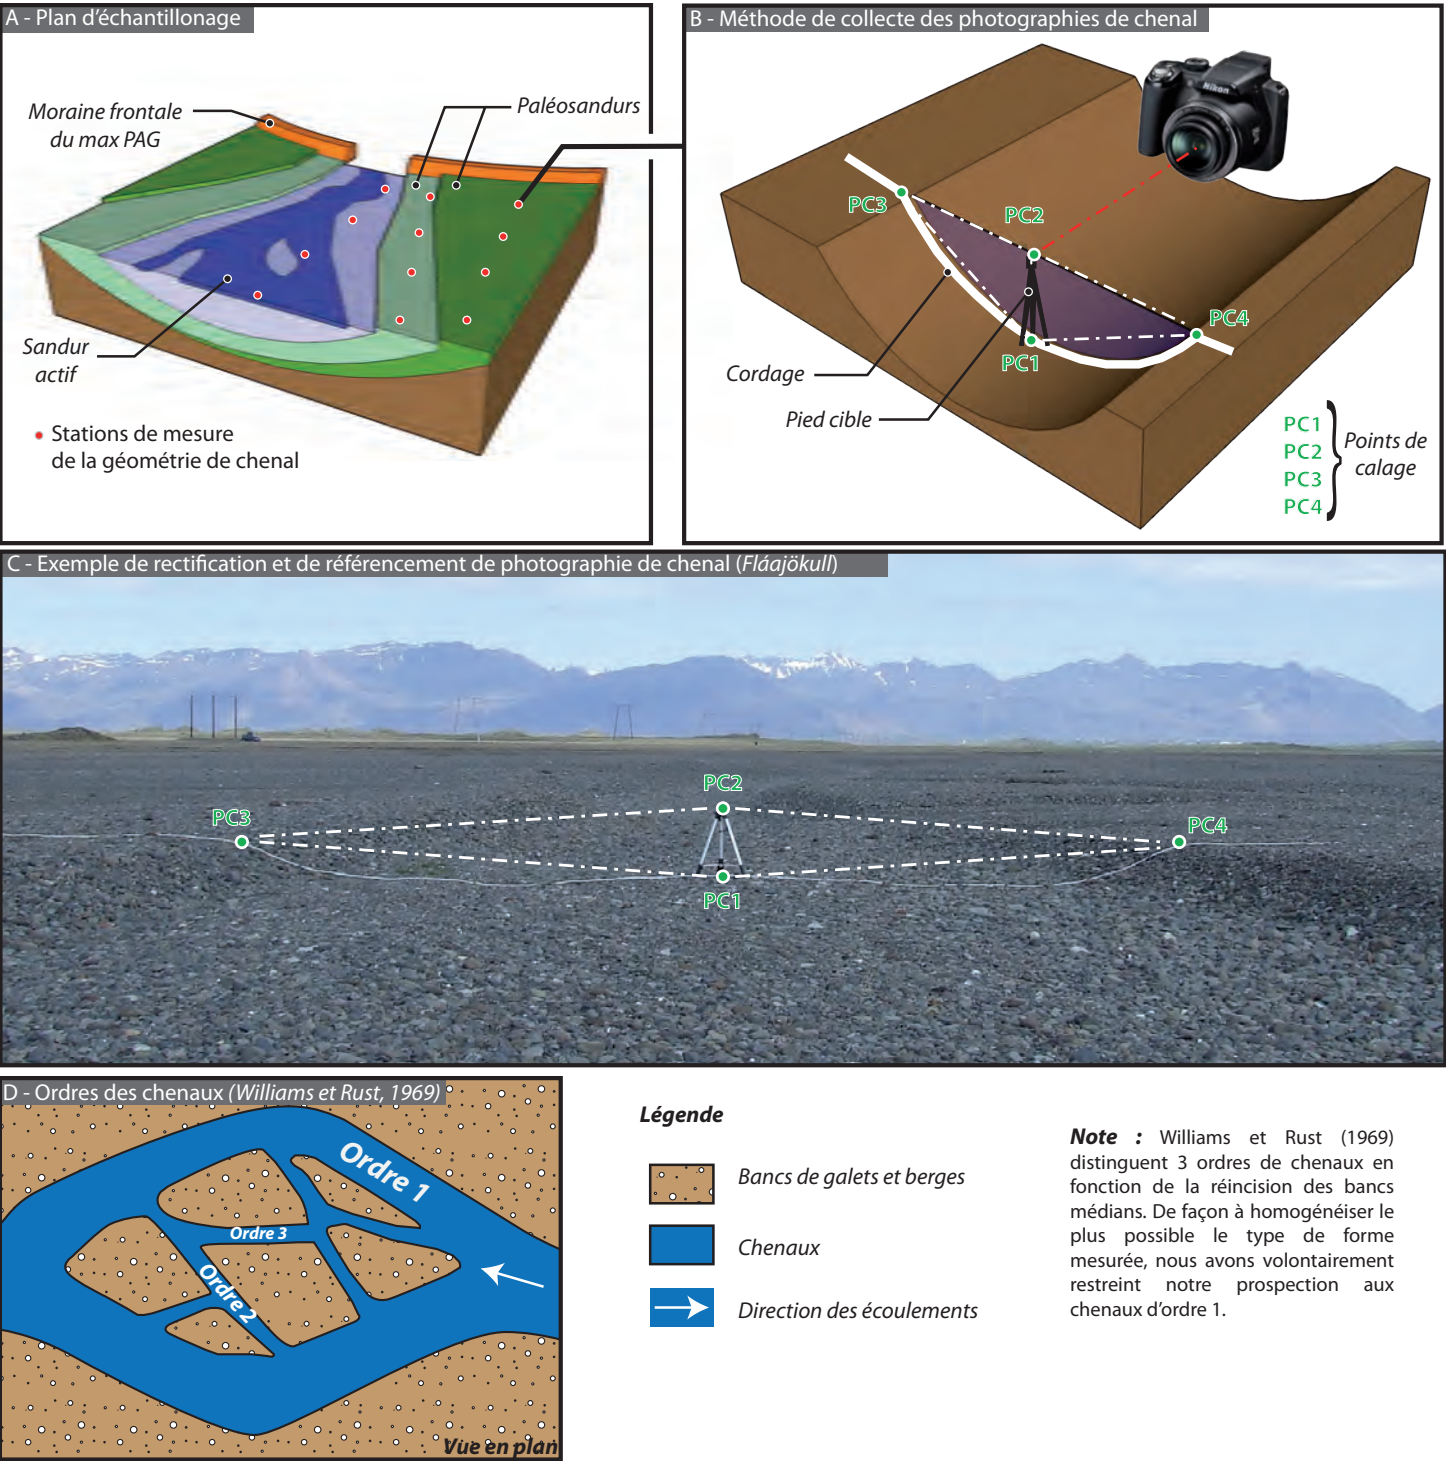 A - Plan d'échantillonage
Moraine frontale
du max PAG
Paléosandurs
Sandur
actif
Stations de mesure
de la géométrie de chenal
B - Méthode de collecte des photographies de chenal
Nikon
PC3
PC2
PC4
PC1
Cordage
Pied cible
PC1
PC2
PC3
PC4
Points de
calage
C - Exemple de rectification et de référencement de photographie de chenal (Fláajökull)
PC2
PC3
PC4
PC1
D - Ordres des chenaux (Williams et Rust, 1969)
Ordre 1
Ordre 3
Ordre 2
Vue en plan
Légende
Bancs de galets et berges
Chenaux
Direction des écoulements
Note : Williams et Rust (1969)
distinguent 3 ordres de chenaux en
fonction de la réincision des bancs
médians. De façon à homogénéiser le
plus possible le type de forme
mesurée, nous avons volontairement
restreint notre prospection aux
chenaux d'ordre 1.